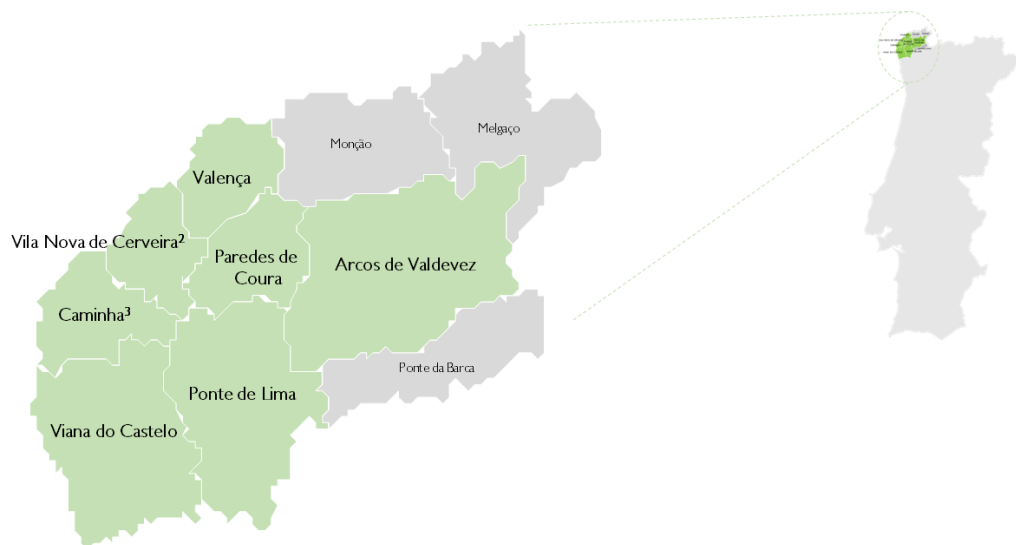 Melgaço
Monção
Valença
Vila Nova de Cerveira²
Paredes de
Coura
Arcos de Valdevez
Caminha³
Ponte da Barca
Ponte de Lima
Viana do Castelo